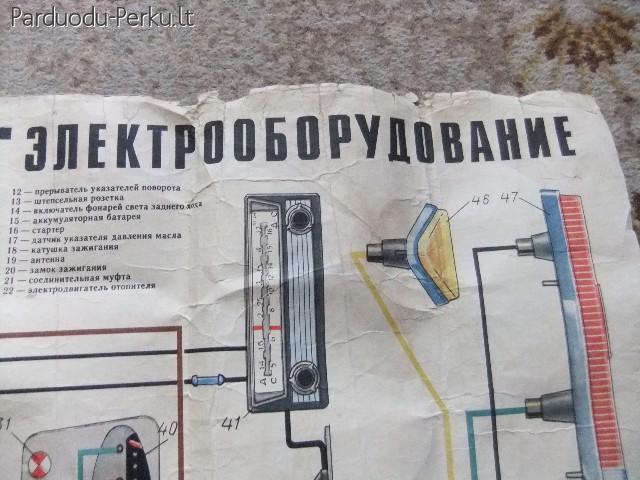 Parduodu-Perku.lt
ЭЛЕКТРООБОРУДОВАНИЕ
12 — прерыватель указателей поворота
13 — штепсельная розетка
14 — включатель фонарей света заднего хода
15 — аккумуляторная батарея
16 — стартер
17 — датчик указателя давления масла
18 — катушка зажигания
19 — антенна
20 — замок зажигания
21 — соединительная муфта
22 — электродвигатель отопителя
46 47
41
31
40